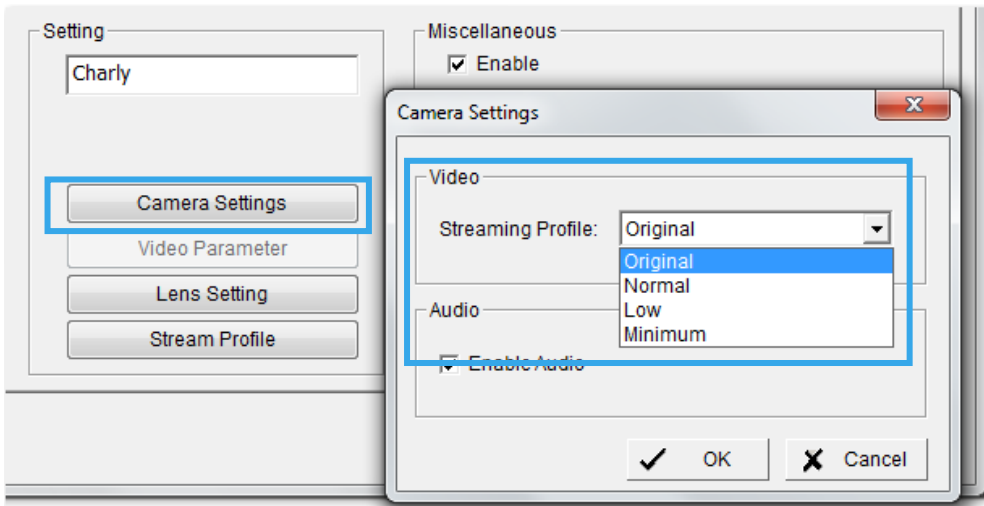 Setting
Charly
Camera Settings
Video Parameter
Lens Setting
Stream Profile
Miscellaneous
Enable
Camera Settings
Video
Streaming Profile: Original
Original
Normal
Low
Minimum
Audio
Enable Audio
OK Cancel